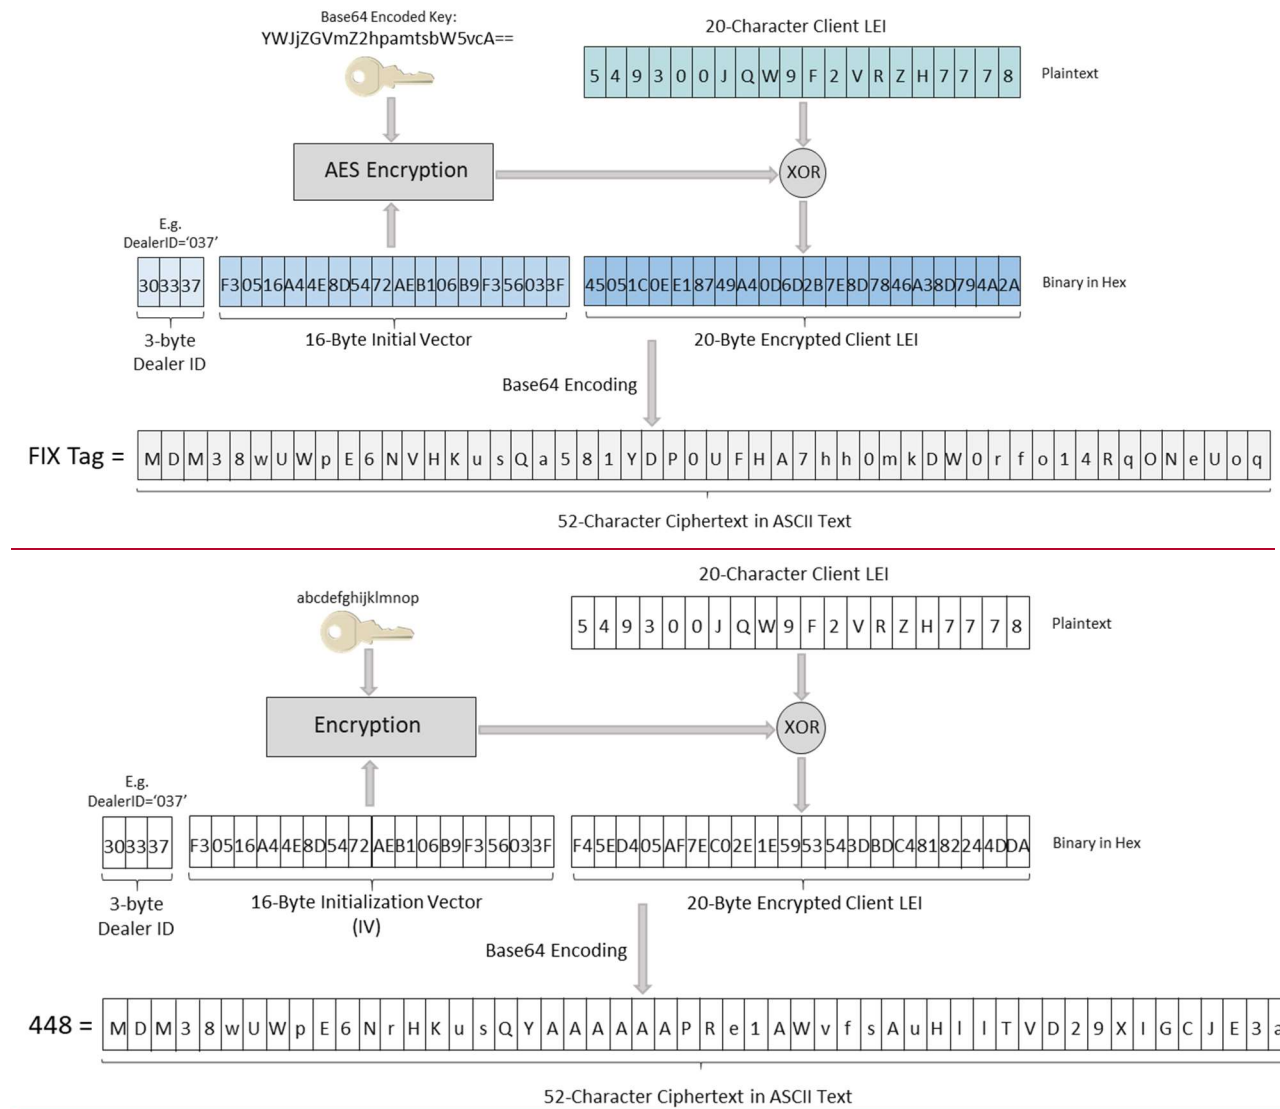 Base64 Encoded Key:
YWJjZGVmZ2hpamtsbW5vcA==
20-Character Client LEI
5 4 9 3 0 0 J Q W 9 F 2 V R Z H 7 7 7 8
Plaintext
AES Encryption
XOR
E.g.
DealerID=‘037’
303337
F30516A44E8D5472AEB106B9F356033F
45051C0EE18749A40D6D2B7E8D7846A38D794A2A
Binary in Hex
3-byte
Dealer ID
16-Byte Initial Vector
20-Byte Encrypted Client LEI
Base64 Encoding
FIX Tag = M D M 3 8 w U W p E 6 N V H K u s Q a 5 8 1 Y D P 0 U F H A 7 h h 0 m k D W 0 r f o 1 4 R q O N e U o q
52-Character Ciphertext in ASCII Text
20-Character Client LEI
abcdefghijklmnop
5 4 9 3 0 0 J Q W 9 F 2 V R Z H 7 7 7 8
Plaintext
Encryption
XOR
E.g.
DealerID=‘037’
303337
F30516A44E8D5472AEB106B9F356033F
F45ED405AF7EC02E1E5953543DBDC48182244DDA
Binary in Hex
3-byte
Dealer ID
16-Byte Initialization Vector
(IV)
20-Byte Encrypted Client LEI
Base64 Encoding
448 = M D M 3 8 w U W p E 6 N r H K u s Q Y A A A A A A P R e 1 A W v f s A u H l l T V D 2 9 X I G C J E 3 a
52-Character Ciphertext in ASCII Text